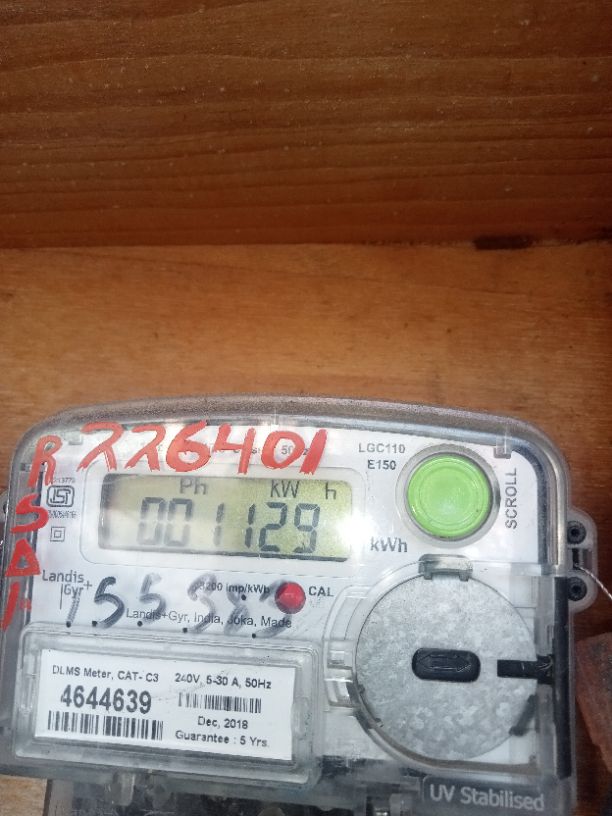 226401
LGC110
E150
Ph kW h
001129
kWh
SCROLL
Landis+
Gyr+
3200 imp/kWh
CAL
Landis+Gyr, India, Joka, Made
DLMS Meter, CAT- C3 240V, 5-30 A, 50Hz
4644639
Dec, 2018
Guarantee : 5 Yrs.
UV Stabilised